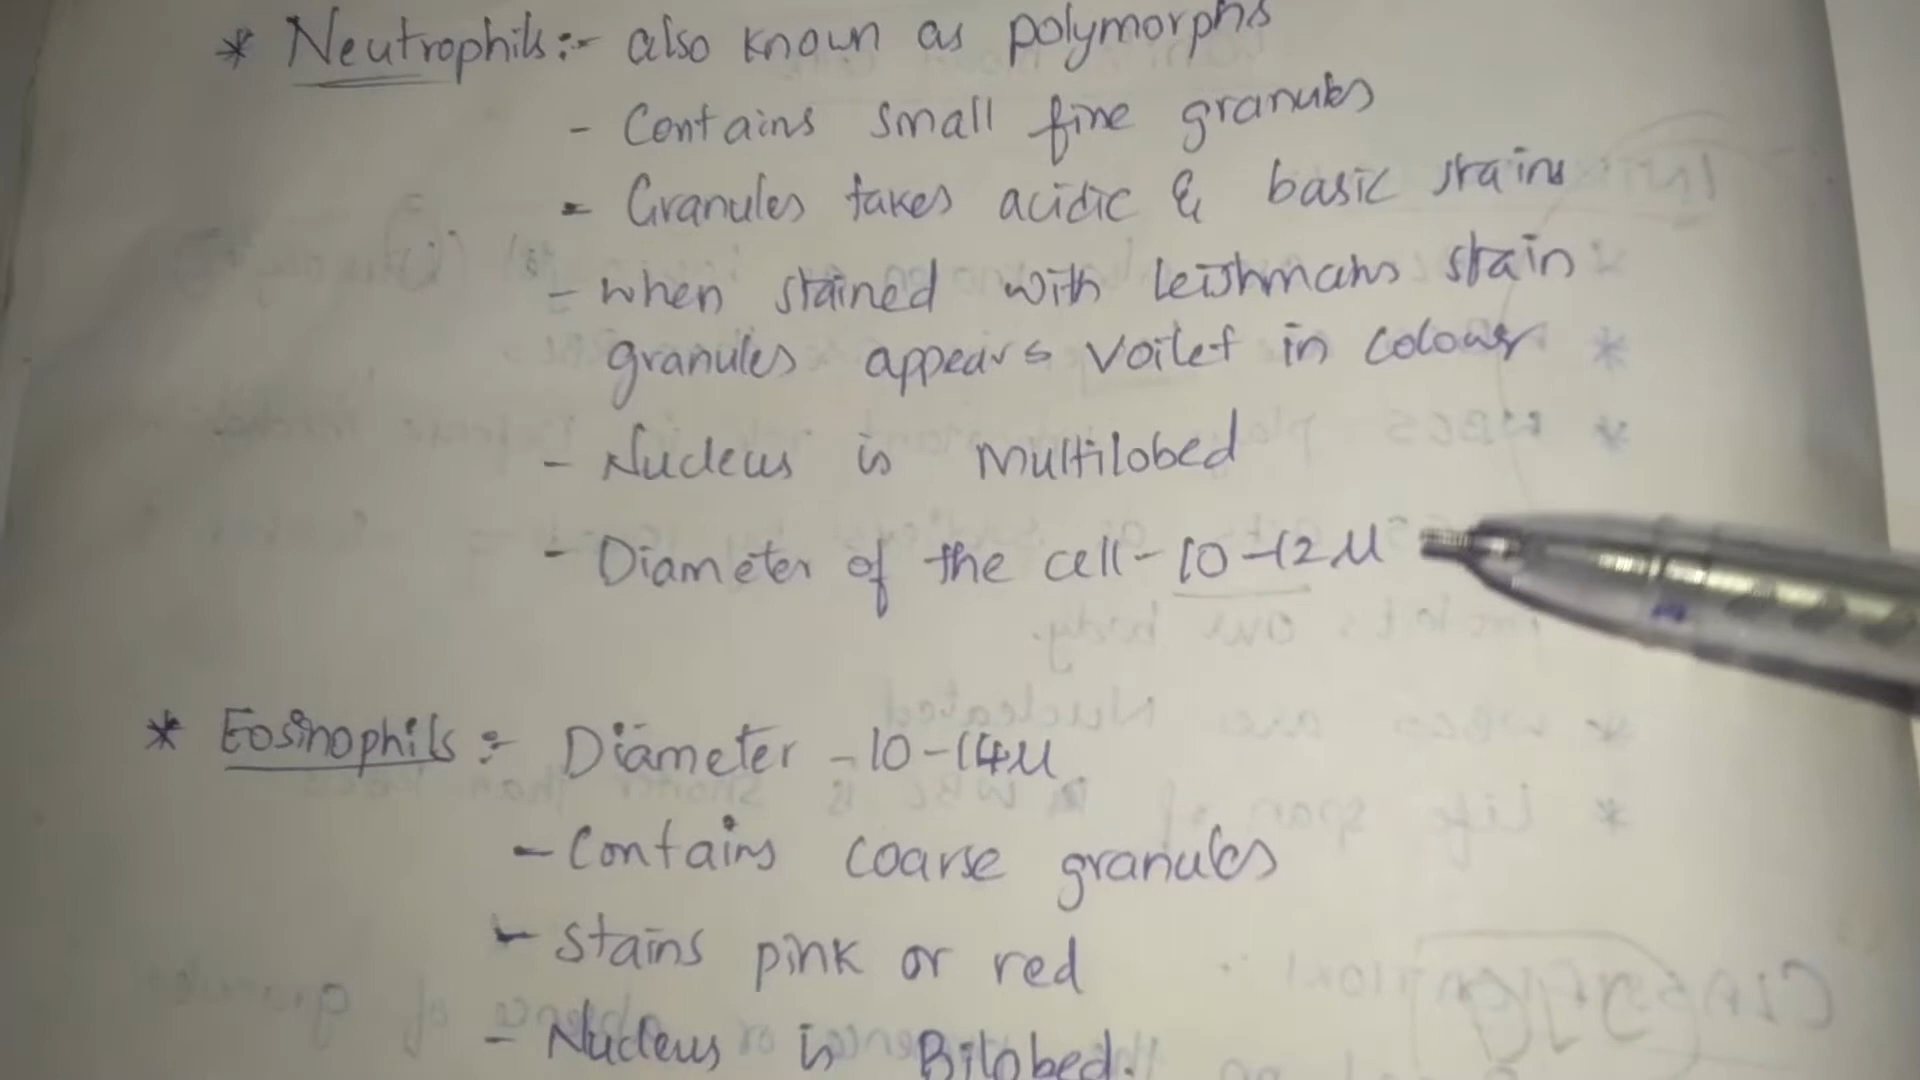 * Neutrophils:- also known as polymorphs
- Contains small fine granules
- Granules takes acidic & basic stains
- when stained with leishmans stain
granules appears voilet in colour
- Nucleus is multilobed
- Diameter of the cell - 10-12µ
* Eosinophils :- Diameter - 10-14µ
- Contains coarse granules
- stains pink or red
- Nucleus is Bilobed.